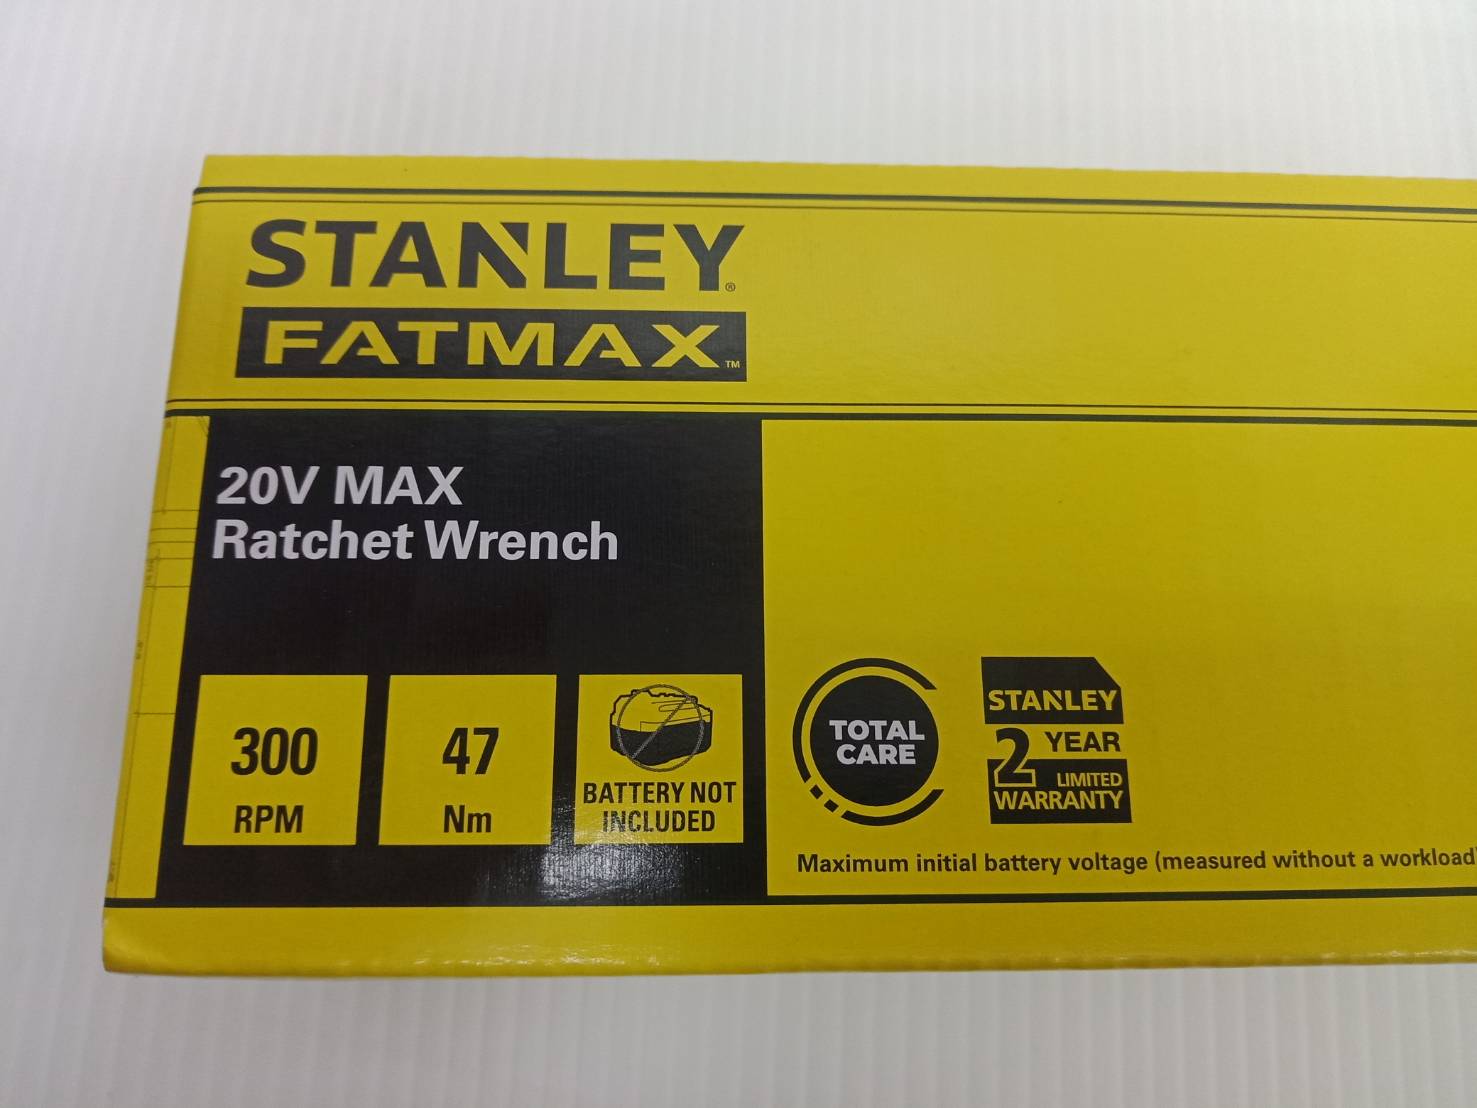 STANLEY®
FATMAX™
20V MAX
Ratchet Wrench
300
RPM
47
Nm
BATTERY NOT
INCLUDED
TOTAL
CARE
STANLEY
2 YEAR
LIMITED
WARRANTY
Maximum initial battery voltage (measured without a workload)